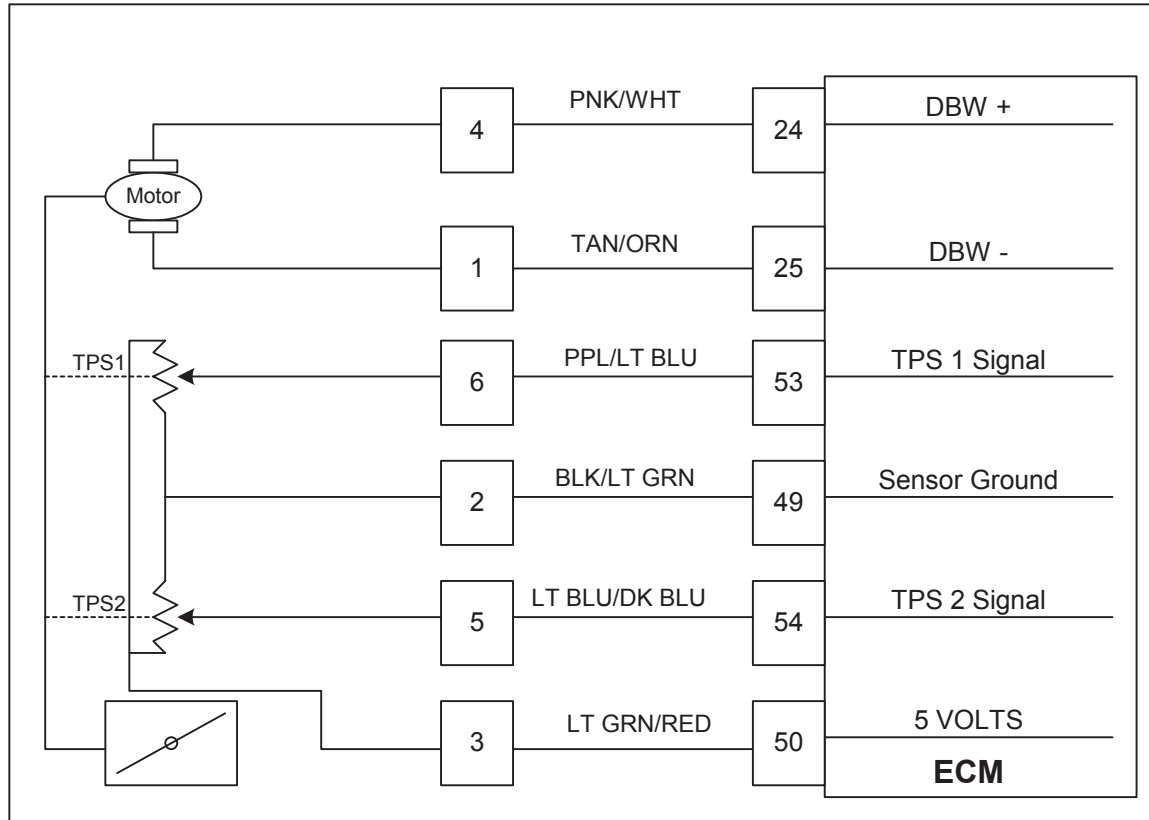 4 PNK/WHT 24 DBW +
Motor
1 TAN/ORN 25 DBW -
TPS1 6 PPL/LT BLU 53 TPS 1 Signal
2 BLK/LT GRN 49 Sensor Ground
TPS2 5 LT BLU/DK BLU 54 TPS 2 Signal
3 LT GRN/RED 50 5 VOLTS
ECM